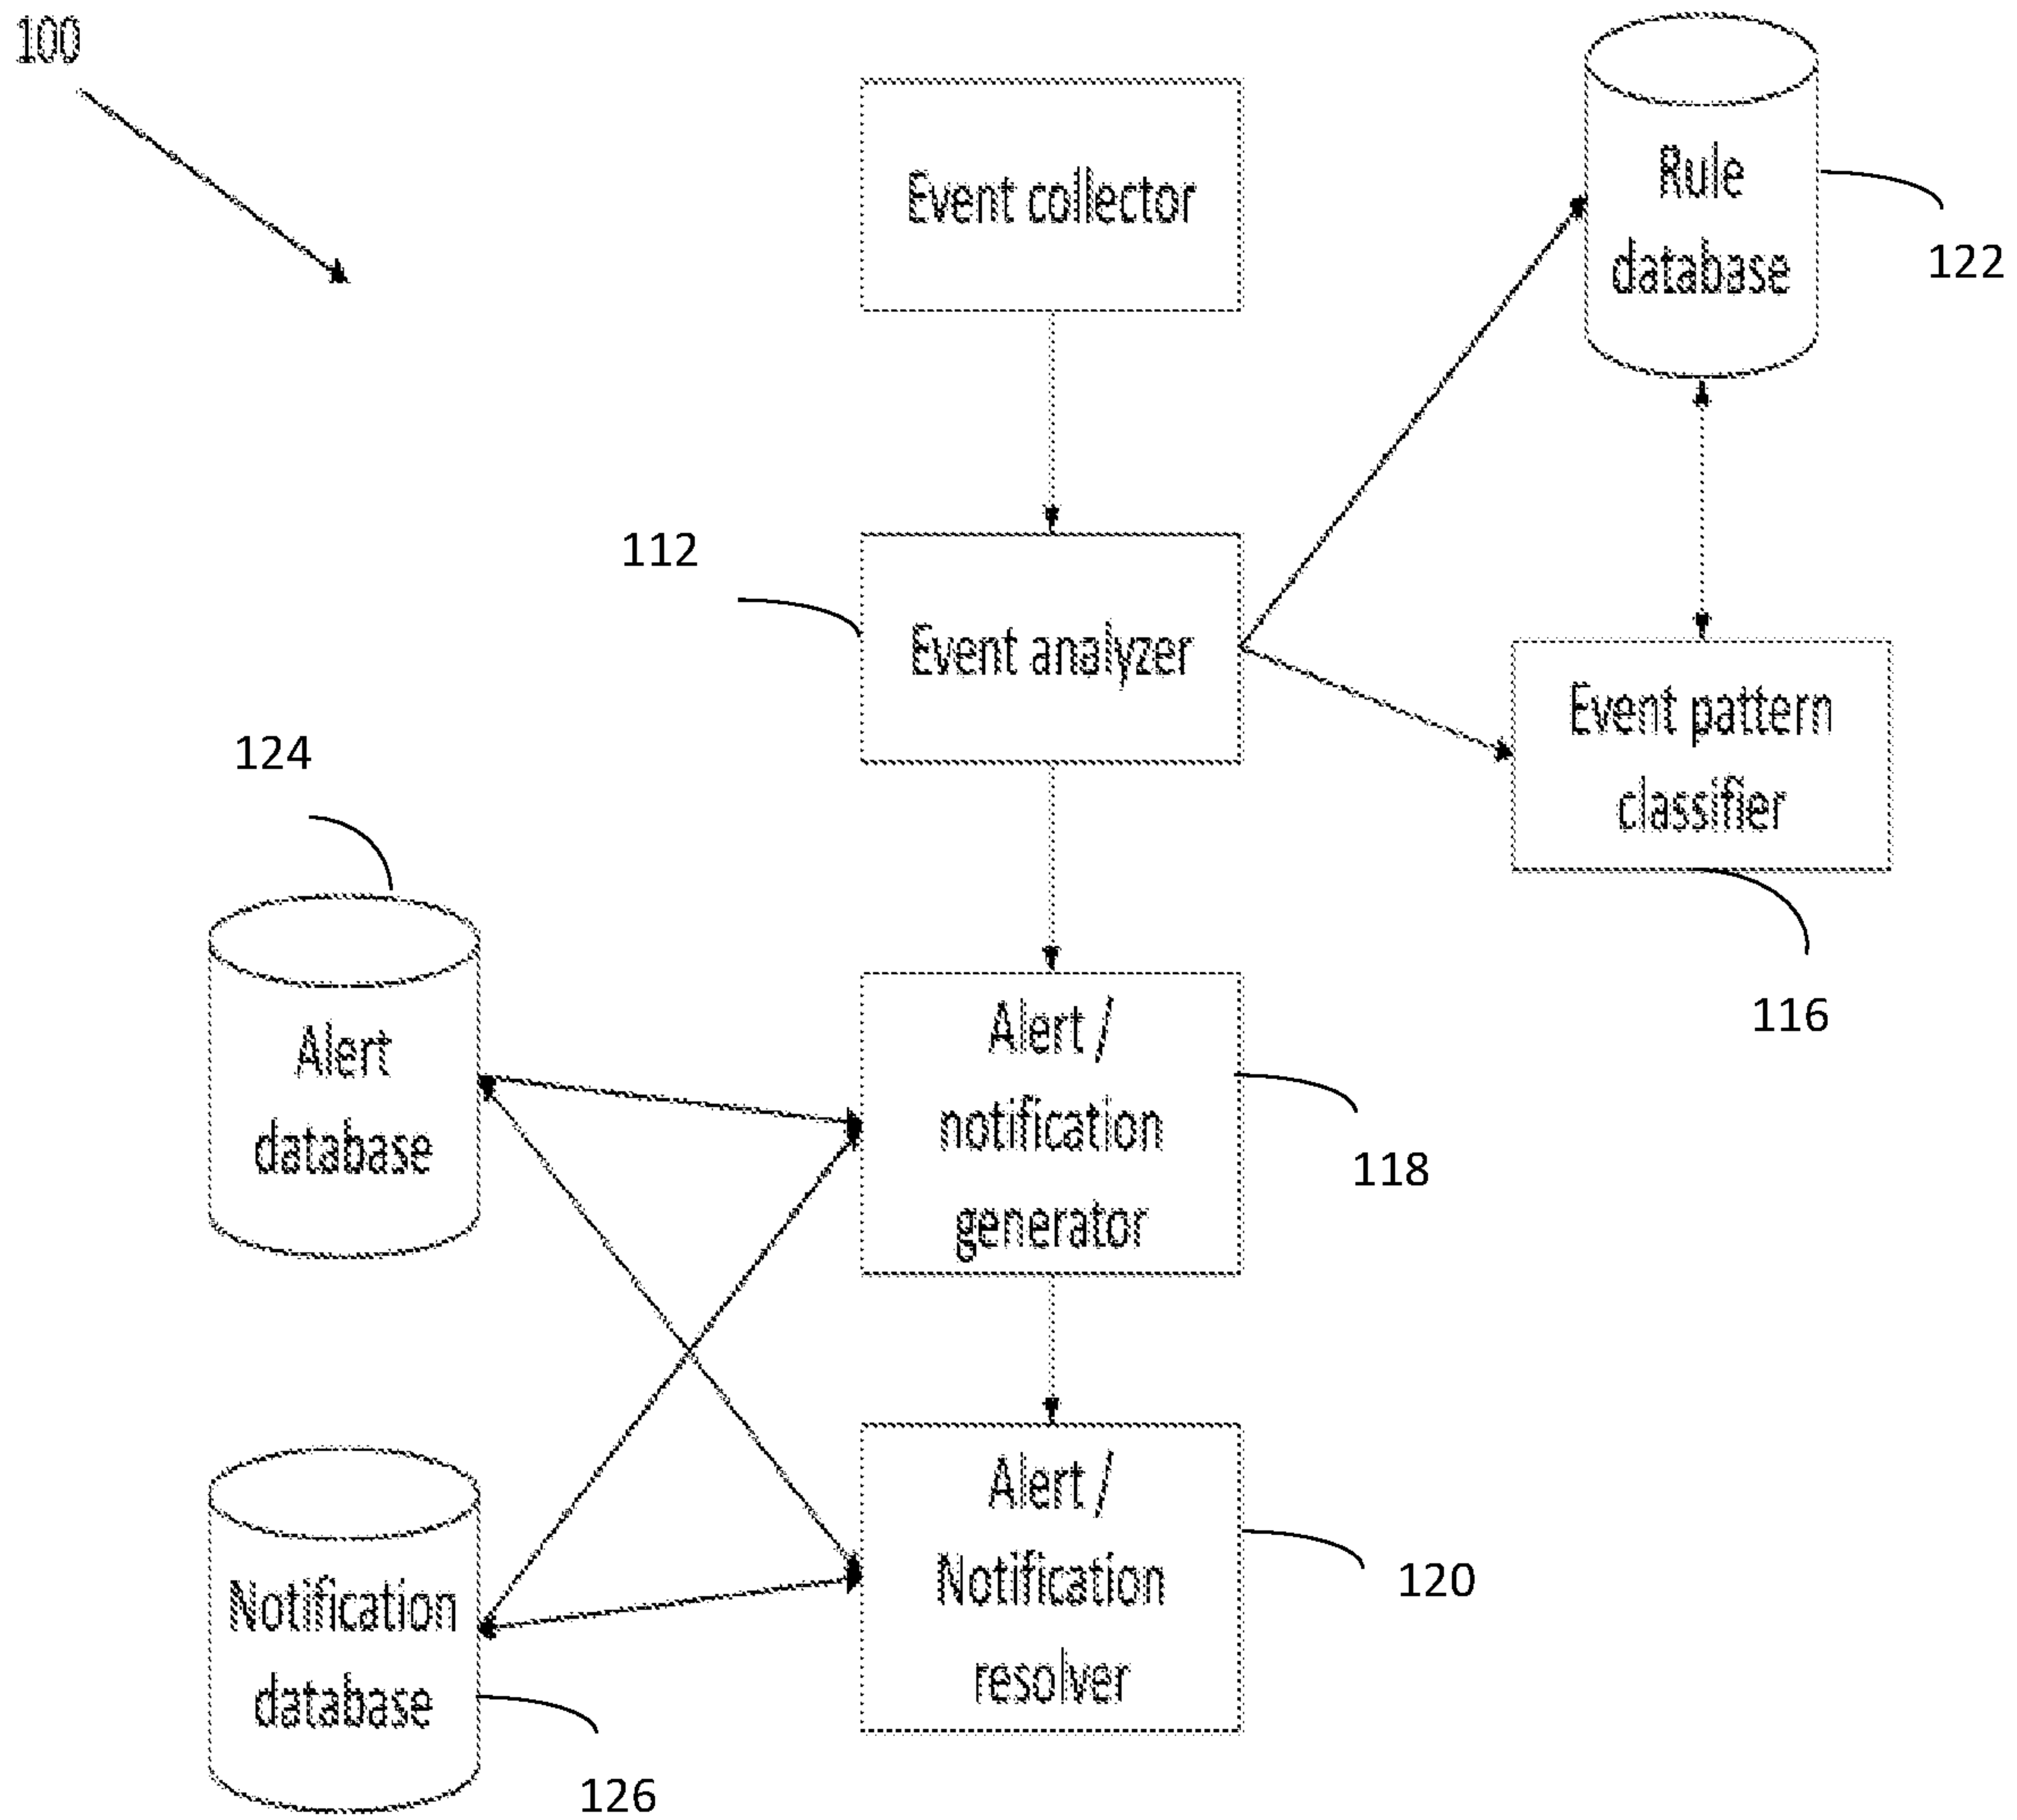 100
Event collector
Rule
database
122
112
Event analyzer
Event pattern
classifier
116
124
Alert
database
Alert /
notification
generator
118
Notification
database
126
Alert /
Notification
resolver
120